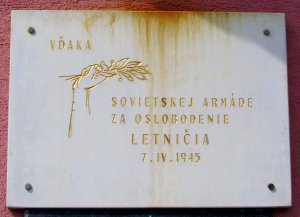 VĎAKA
SOVIETSKEJ ARMÁDE
ZA OSLOBODENIE
LETNIČIA
7. IV. 1945